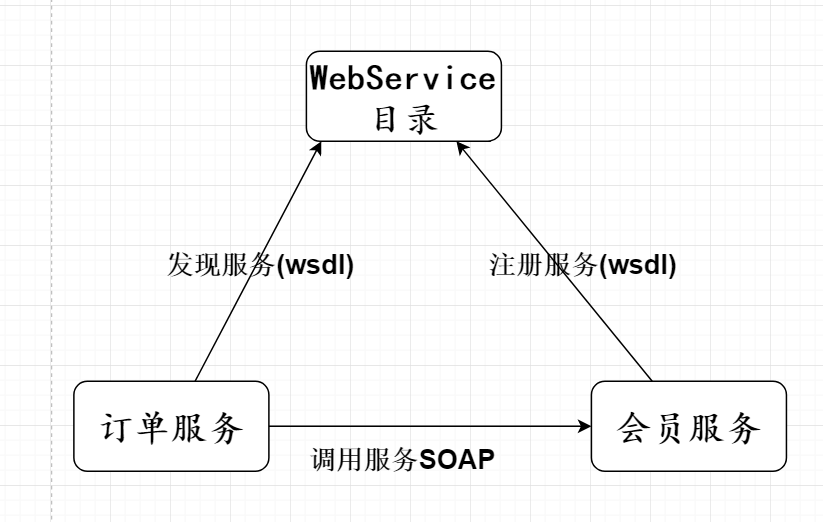 WebService
目录
发现服务(wsdl)
注册服务(wsdl)
订单服务
会员服务
调用服务SOAP